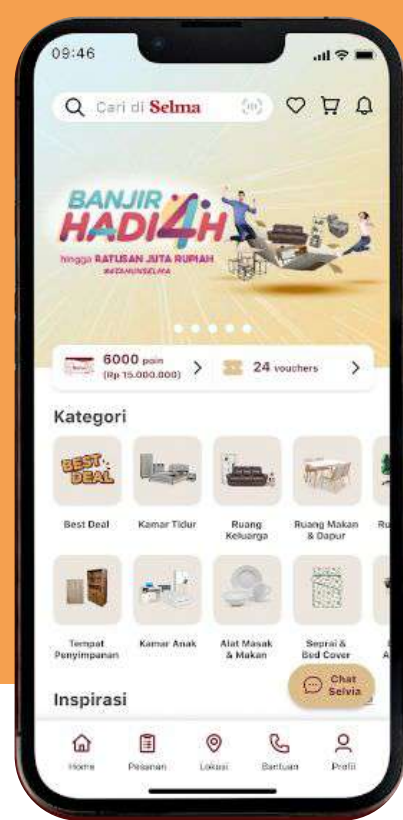 09:46
Cari di Selma
BANJIR
HADI4H
hingga RATUSAN JUTA RUPIAH
#4TAHUNSELMA
6000 poin
(Rp 15.000.000)
24 vouchers
Kategori
BEST
DEAL
Best Deal
Kamar Tidur
Ruang
Keluarga
Ruang Makan
& Dapur
Tempat
Penyimpanan
Kamar Anak
Alat Masak
& Makan
Seprai &
Bed Cover
Chat
Selvia
Inspirasi
Home
Pesanan
Lokasi
Bantuan
Profil